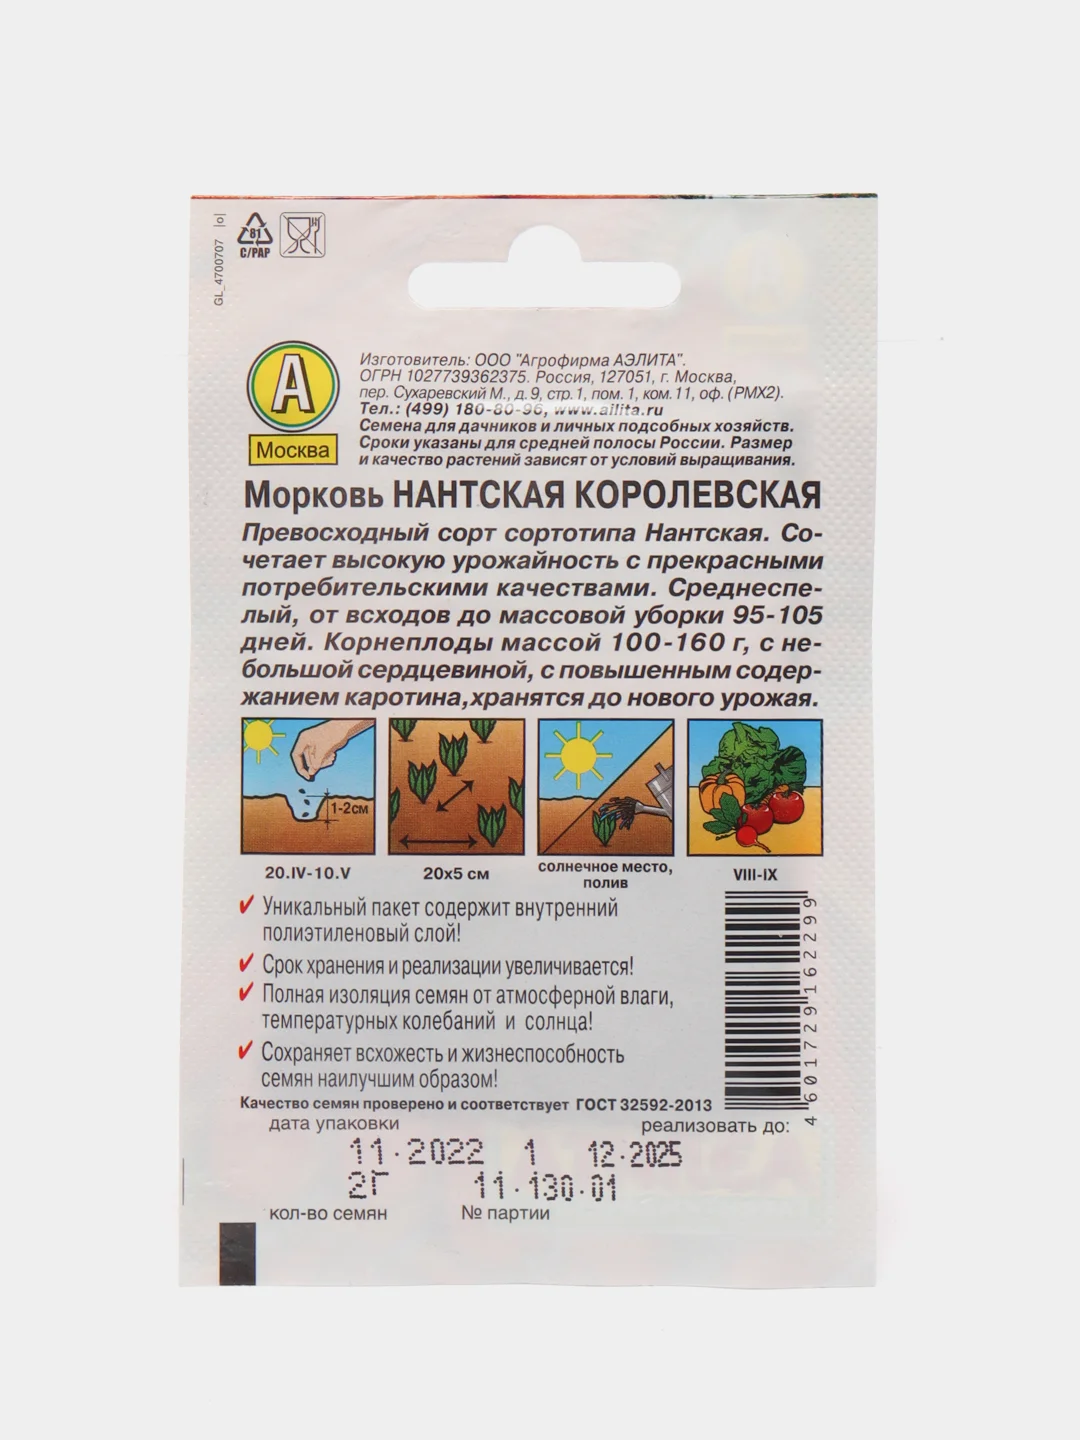 GL_4700707 |o|
81
C/PAP
A
Москва
Изготовитель: ООО "Агрофирма АЭЛИТА".
ОГРН 1027739362375. Россия, 127051, г. Москва,
пер. Сухаревский М., д. 9, стр. 1, пом. 1, ком. 11, оф. (РМХ2).
Тел.: (499) 180-80-96, www.ailita.ru
Семена для дачников и личных подсобных хозяйств.
Сроки указаны для средней полосы России. Размер
и качество растений зависят от условий выращивания.
Морковь НАНТСКАЯ КОРОЛЕВСКАЯ
Превосходный сорт сортотипа Нантская. Со-
четает высокую урожайность с прекрасными
потребительскими качествами. Среднеспе-
лый, от всходов до массовой уборки 95-105
дней. Корнеплоды массой 100-160 г, с не-
большой сердцевиной, с повышенным содер-
жанием каротина, хранятся до нового урожая.
1-2см
20.IV-10.V
20х5 см
солнечное место,
полив
VIII-IX
Уникальный пакет содержит внутренний
полиэтиленовый слой!
Срок хранения и реализации увеличивается!
Полная изоляция семян от атмосферной влаги,
температурных колебаний и солнца!
Сохраняет всхожесть и жизнеспособность
семян наилучшим образом!
4601729162299
Качество семян проверено и соответствует ГОСТ 32592-2013
дата упаковки реализовать до:
11.2022 1 12.2025
2Г 11.130.01
кол-во семян № партии